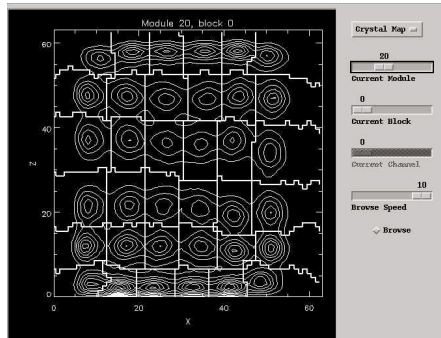 Module 20, block 0
60
40
20
0
Z
0
20
40
60
X
Crystal Map
20
Current Module
0
Current Block
0
Current Channel
10
Browse Speed
Browse